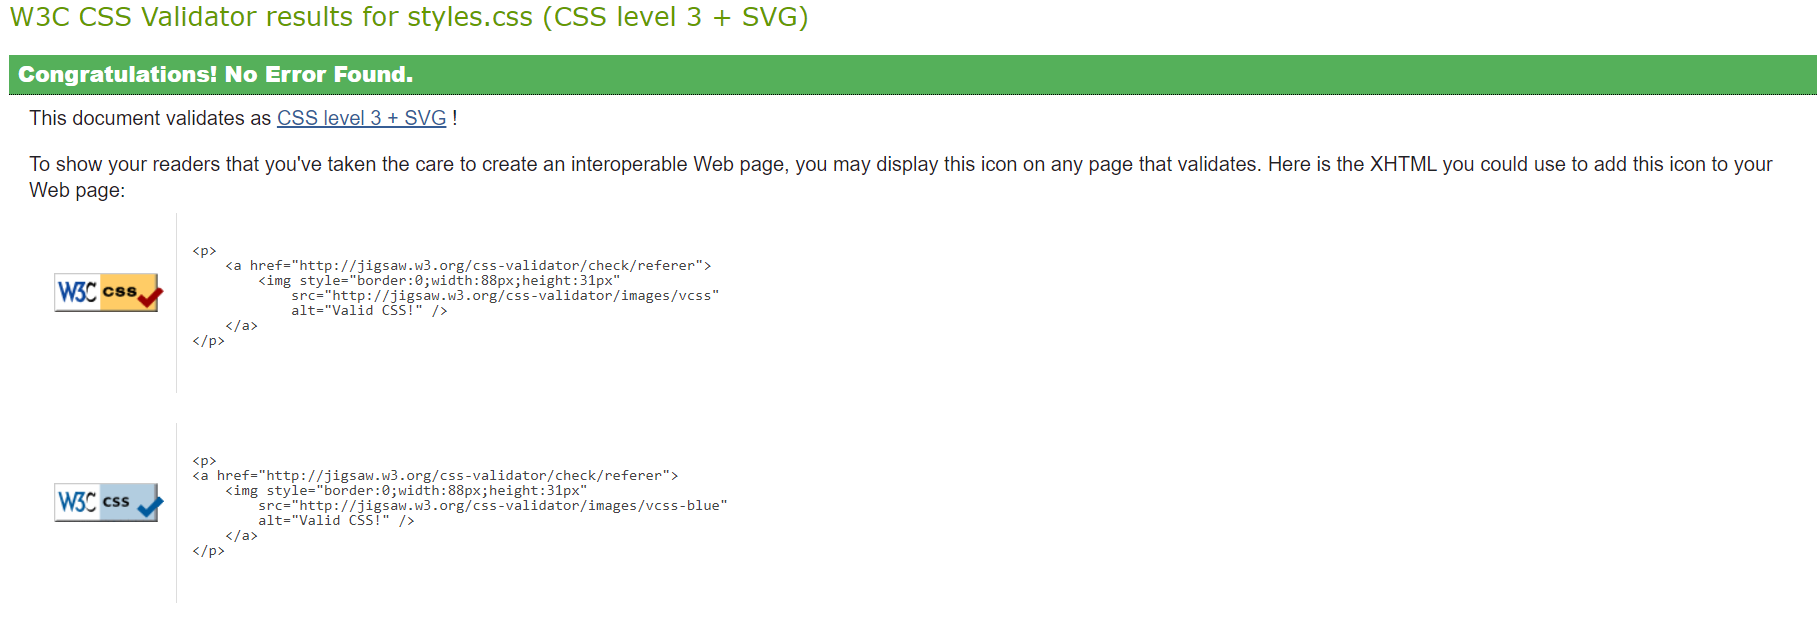 W3C CSS Validator results for styles.css (CSS level 3 + SVG)
Congratulations! No Error Found.
This document validates as CSS level 3 + SVG !
To show your readers that you've taken the care to create an interoperable Web page, you may display this icon on any page that validates. Here is the XHTML you could use to add this icon to your
Web page:
W3C css
<p>
    <a href="http://jigsaw.w3.org/css-validator/check/referer">
        <img style="border:0;width:88px;height:31px"
            src="http://jigsaw.w3.org/css-validator/images/vcss"
            alt="Valid CSS!" />
    </a>
</p>
W3C css
<p>
<a href="http://jigsaw.w3.org/css-validator/check/referer">
    <img style="border:0;width:88px;height:31px"
        src="http://jigsaw.w3.org/css-validator/images/vcss-blue"
        alt="Valid CSS!" />
    </a>
</p>